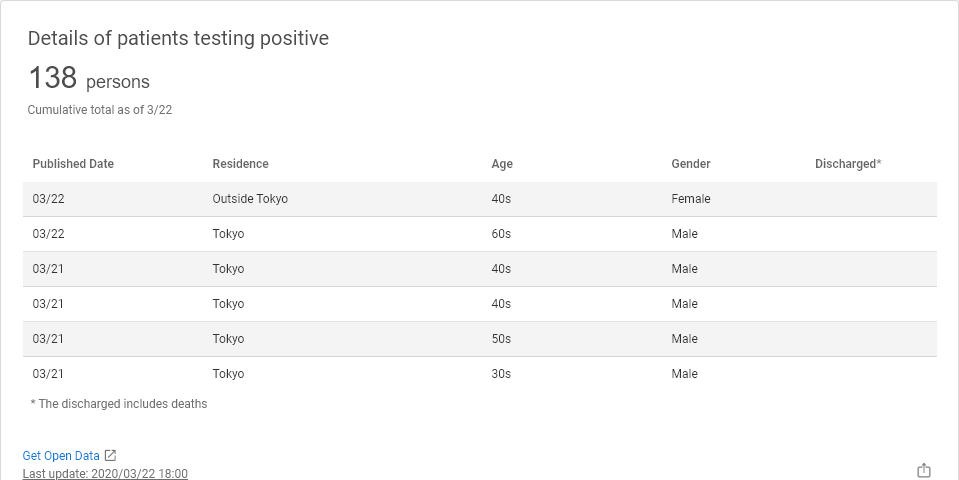 Details of patients testing positive
138 persons
Cumulative total as of 3/22
Published Date Residence Age Gender Discharged*
03/22 Outside Tokyo 40s Female
03/22 Tokyo 60s Male
03/21 Tokyo 40s Male
03/21 Tokyo 40s Male
03/21 Tokyo 50s Male
03/21 Tokyo 30s Male
* The discharged includes deaths
Get Open Data
Last update: 2020/03/22 18:00